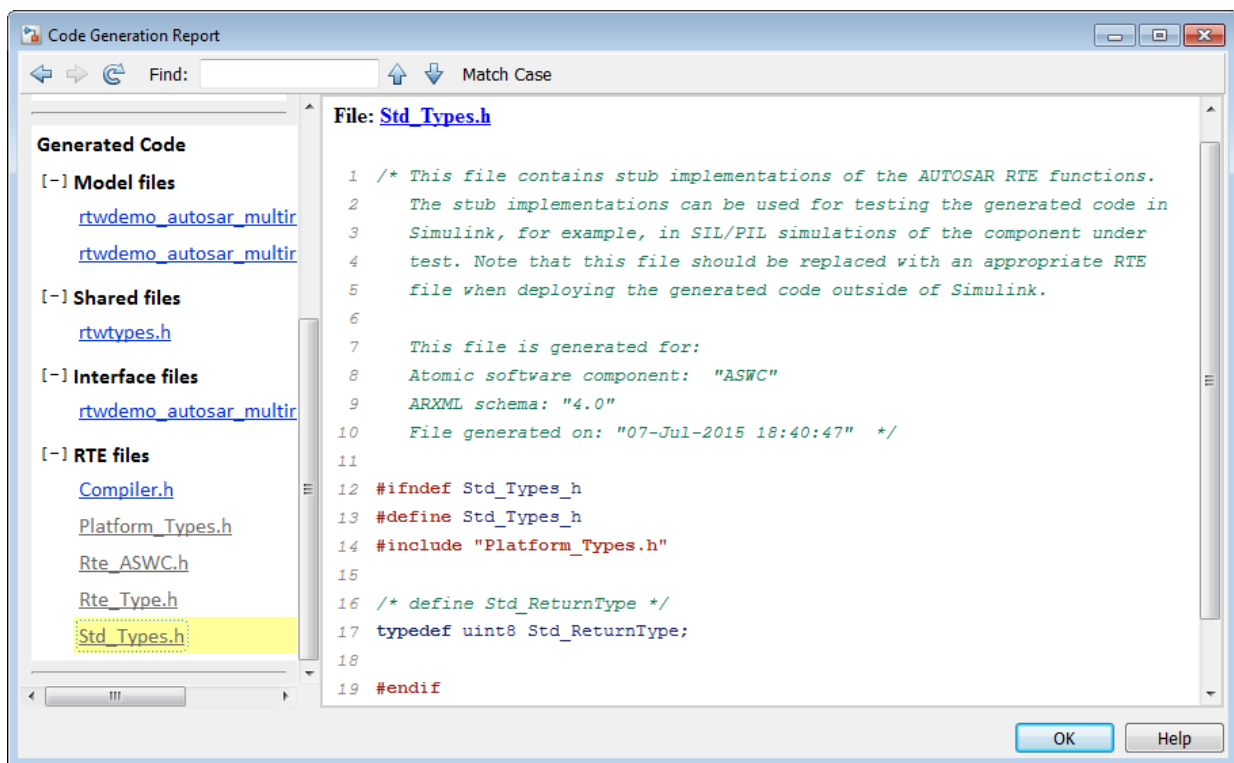 Code Generation Report
Find: Match Case
Generated Code
[-] Model files
rtwdemo_autosar_multir
rtwdemo_autosar_multir
[-] Shared files
rtwtypes.h
[-] Interface files
rtwdemo_autosar_multir
[-] RTE files
Compiler.h
Platform_Types.h
Rte_ASWC.h
Rte_Type.h
Std_Types.h
File: Std_Types.h
1 /* This file contains stub implementations of the AUTOSAR RTE functions.
2 The stub implementations can be used for testing the generated code in
3 Simulink, for example, in SIL/PIL simulations of the component under
4 test. Note that this file should be replaced with an appropriate RTE
5 file when deploying the generated code outside of Simulink.
6
7 This file is generated for:
8 Atomic software component: "ASWC"
9 ARXML schema: "4.0"
10 File generated on: "07-Jul-2015 18:40:47" */
11
12 #ifndef Std_Types_h
13 #define Std_Types_h
14 #include "Platform_Types.h"
15
16 /* define Std_ReturnType */
17 typedef uint8 Std_ReturnType;
18
19 #endif
OK Help